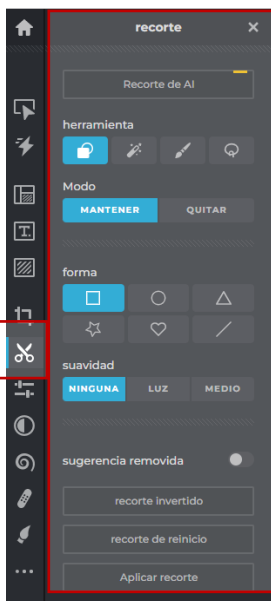 recorte
Recorte de AI
herramienta
Modo
MANTENER QUITAR
forma
suavidad
NINGUNA LUZ MEDIO
sugerencia removida
recorte invertido
recorte de reinicio
Aplicar recorte